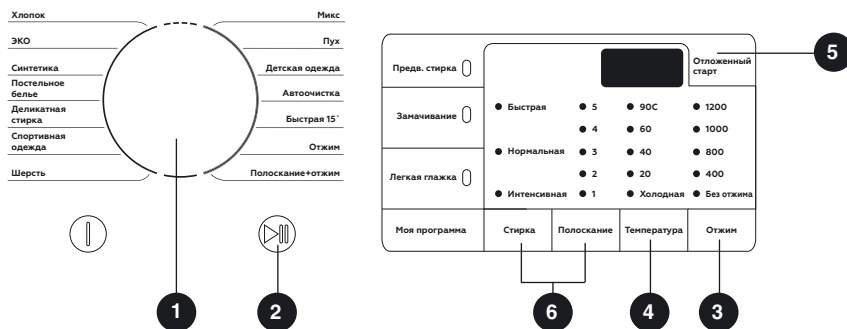 Хлопок
ЭКО
Синтетика
Постельное
белье
Деликатная
стирка
Спортивная
одежда
Шерсть
Микс
Пух
Детская одежда
Автоочистка
Быстрая 15`
Отжим
Полоскание+отжим
1
2
Предв. стирка
Замачивание
Легкая глажка
Отложенный
старт
5
Быстрая 5 90С 1200
4 60 1000
Нормальная 3 40 800
2 20 400
Интенсивная 1 Холодная Без отжима
Моя программа Стирка Полоскание Температура Отжим
6 4 3